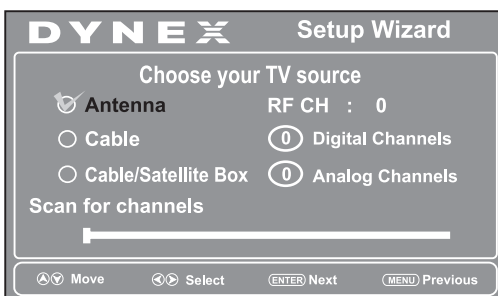 DYNEX Setup Wizard
Choose your TV source
Antenna RF CH : 0
Cable 0 Digital Channels
Cable/Satellite Box 0 Analog Channels
Scan for channels
Move Select ENTER Next MENU Previous